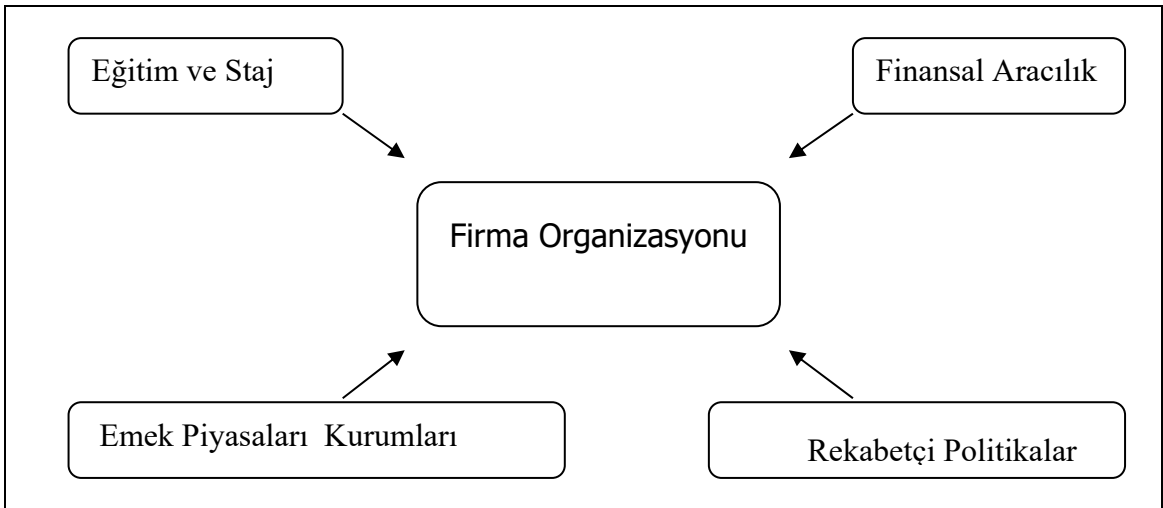 Eğitim ve Staj
Finansal Aracılık
Firma Organizasyonu
Emek Piyasaları Kurumları
Rekabetçi Politikalar